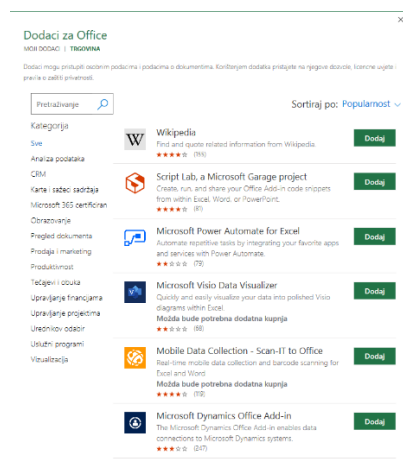 Dodaci za Office
MOJI DODACI | TRGOVINA
Dodaci mogu pristupiti osobnim podacima i podacima o dokumentima. Korištenjem dodatka pristajete na njegove dozvole, licencne uvjete i
pravila o zaštiti privatnosti.
Pretraživanje
Sortiraj po: Popularnost
Kategorija
Sve
Analiza podataka
CRM
Karte i sažeci sadržaja
Microsoft 365 certificiran
Obrazovanje
Pregled dokumenta
Prodaja i marketing
Produktivnost
Tečajevi i obuka
Upravljanje financijama
Upravljanje projektima
Urednikov odabir
Uslužni programi
Vizualizacija
W
Wikipedia
Find and quote related information from Wikipedia.
Dodaj
Script Lab, a Microsoft Garage project
Create, run, and share your Office Add-in code snippets
from within Excel, Word, or PowerPoint.
(81)
Dodaj
Microsoft Power Automate for Excel
Automate repetitive tasks by integrating your favorite apps
and services with Power Automate.
(79)
Dodaj
Microsoft Visio Data Visualizer
Quickly and easily visualize your data into polished Visio
diagrams within Excel.
Možda bude potrebna dodatna kupnja
(68)
Dodaj
Mobile Data Collection - Scan-IT to Office
Real-time mobile data collection and barcode scanning for
Excel and Word
Možda bude potrebna dodatna kupnja
(119)
Dodaj
Microsoft Dynamics Office Add-in
The Microsoft Dynamics Office Add-in enables data
connections to Microsoft Dynamics systems.
(247)
Dodaj